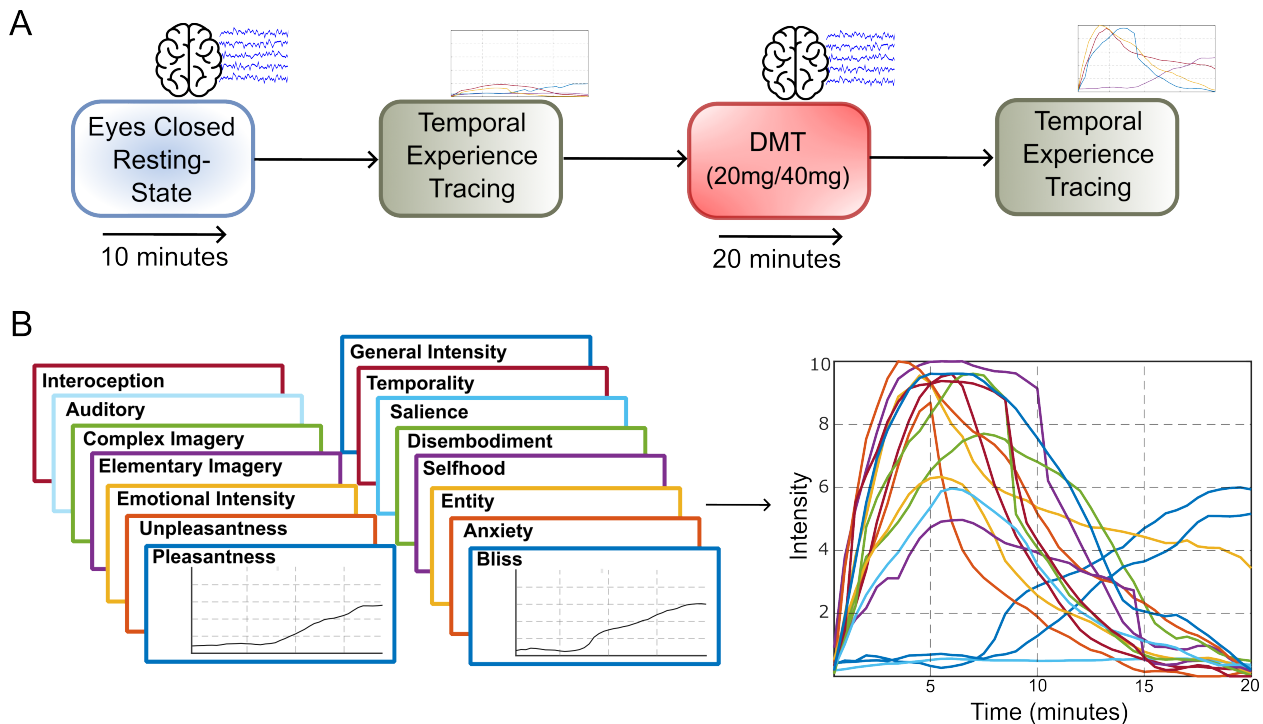 A
Eyes Closed
Resting-
State
Temporal
Experience
Tracing
DMT
(20mg/40mg)
Temporal
Experience
Tracing
10 minutes
20 minutes
B
Interoception
Auditory
Complex Imagery
Elementary Imagery
Emotional Intensity
Unpleasantness
Pleasantness
General Intensity
Temporality
Salience
Disembodiment
Selfhood
Entity
Anxiety
Bliss
Intensity
10
8
6
4
2
5
10
15
20
Time (minutes)